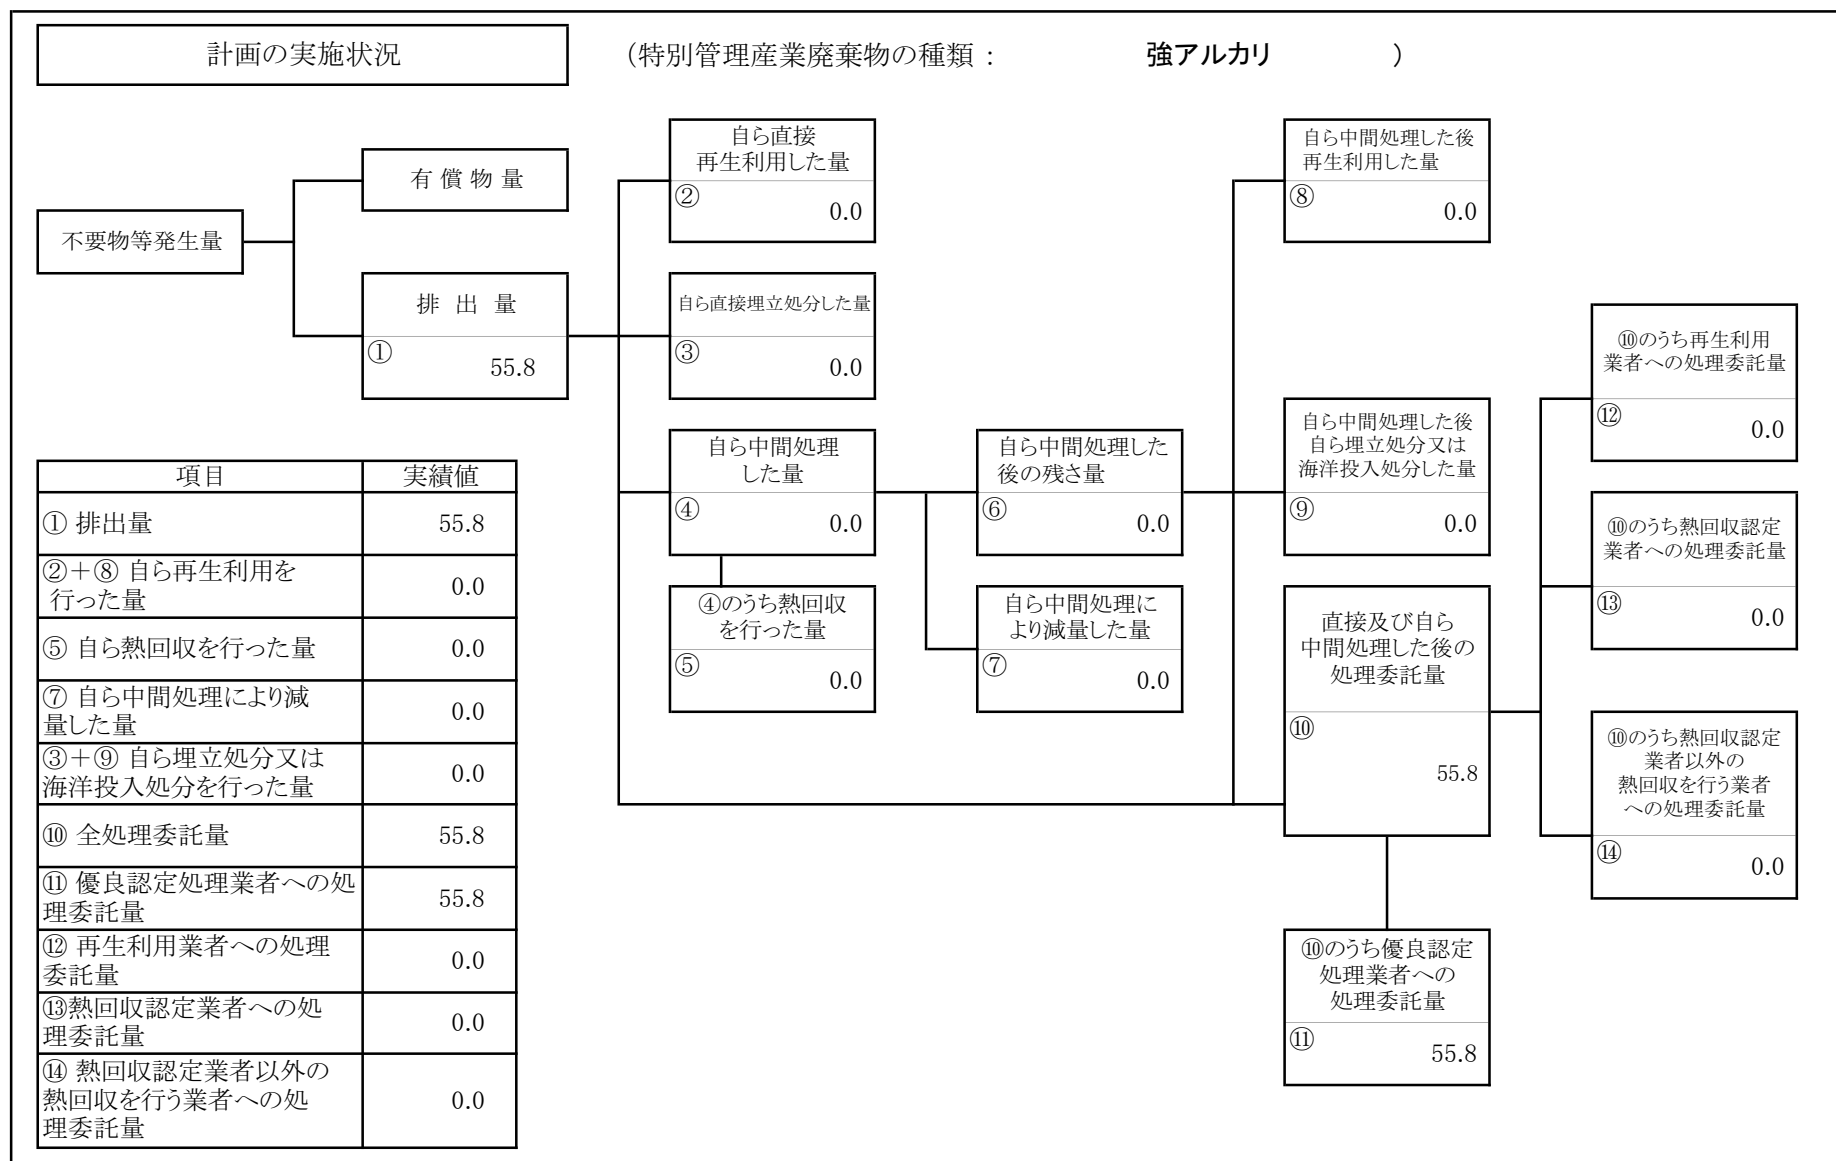 計画の実施状況
(特別管理産業廃棄物の種類： 強アルカリ )
不要物等発生量
有 償 物 量
排 出 量
①
55.8
自ら直接
再生利用した量
②
0.0
自ら直接埋立処分した量
③
0.0
自ら中間処理
した量
④
0.0
④のうち熱回収
を行った量
⑤
0.0
自ら中間処理した
後の残さ量
⑥
0.0
自ら中間処理に
より減量した量
⑦
0.0
自ら中間処理した後
再生利用した量
⑧
0.0
自ら中間処理した後
自ら埋立処分又は
海洋投入処分した量
⑨
0.0
直接及び自ら
中間処理した後の
処理委託量
⑩
55.8
⑩のうち優良認定
処理業者への
処理委託量
⑪
55.8
⑩のうち再生利用
業者への処理委託量
⑫
0.0
⑩のうち熱回収認定
業者への処理委託量
⑬
0.0
⑩のうち熱回収認定
業者以外の
熱回収を行う業者
への処理委託量
⑭
0.0
項目 実績値
① 排出量 55.8
②＋⑧ 自ら再生利用を
行った量 0.0
⑤ 自ら熱回収を行った量 0.0
⑦ 自ら中間処理により減
量した量 0.0
③＋⑨ 自ら埋立処分又は
海洋投入処分を行った量 0.0
⑩ 全処理委託量 55.8
⑪ 優良認定処理業者への処
理委託量 55.8
⑫ 再生利用業者への処理
委託量 0.0
⑬熱回収認定業者への処
理委託量 0.0
⑭ 熱回収認定業者以外の
熱回収を行う業者への処
理委託量 0.0